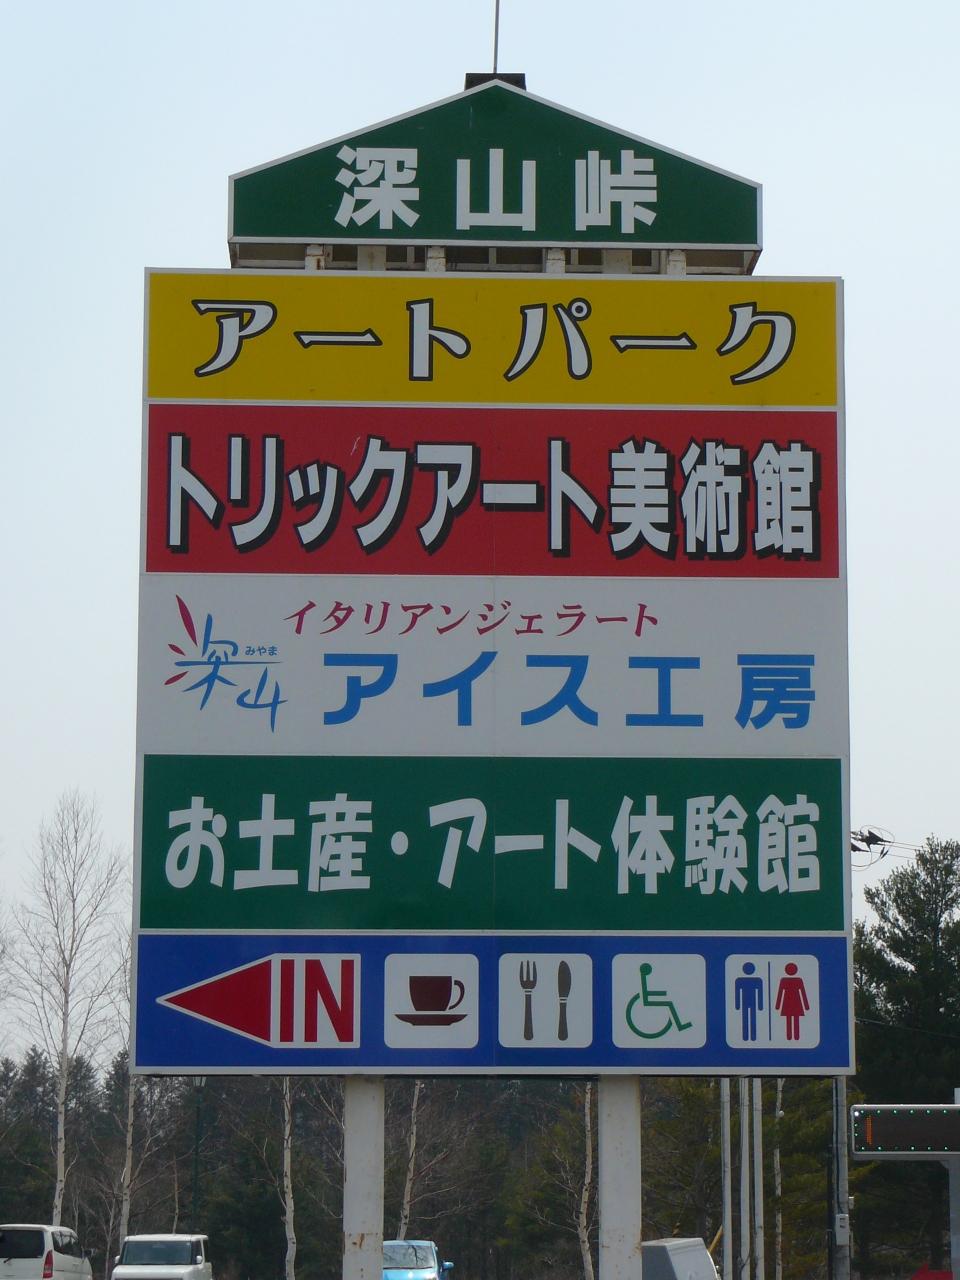 深山峠
アートパーク
トリックアート美術館
イタリアンジェラート
みやま
深山
アイス工房
お土産・アート体験館
IN